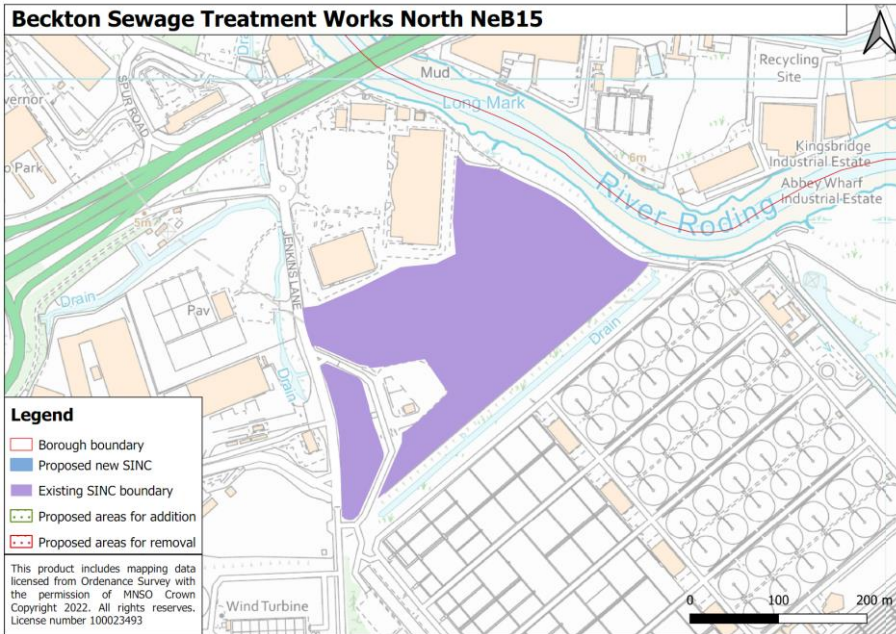 Beckton Sewage Treatment Works North NeB15
Mud
Long Mark
Recycling
Site
SPUR ROAD
Park
Kingsbridge
Industrial Estate
6m
Abbey Wharf
Industrial Estate
River Roding
5m
JENKINS LANE
Drain
Pav
Drain
Drain
Legend
Borough boundary
Proposed new SINC
Existing SINC boundary
Proposed areas for addition
Proposed areas for removal
This product includes mapping data
licensed from Ordenance Survey with
the permission of MNSO Crown
Copyright 2022. All rights reserves.
License number 100023493
Wind Turbine
0 100 200 m